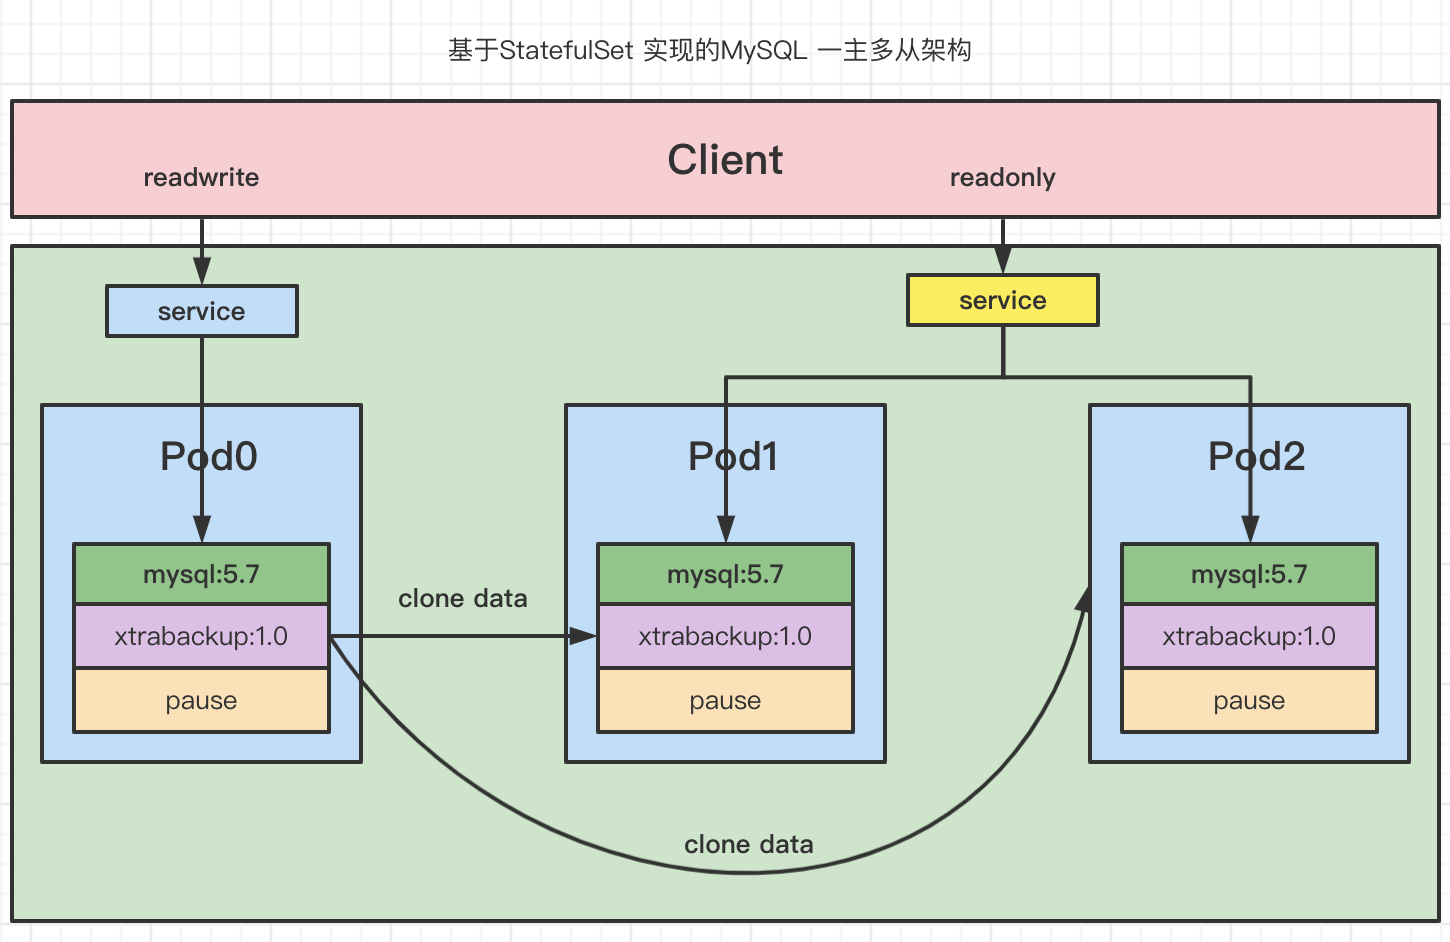 基于StatefulSet 实现的MySQL 一主多从架构
Client
readwrite
readonly
service
service
Pod0
Pod1
Pod2
mysql:5.7
mysql:5.7
mysql:5.7
clone data
xtrabackup:1.0
xtrabackup:1.0
xtrabackup:1.0
pause
pause
pause
clone data